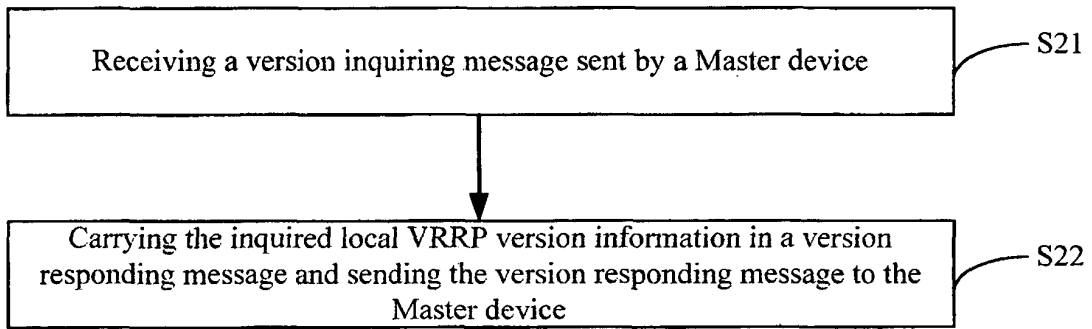 Receiving a version inquiring message sent by a Master device
S21
Carrying the inquired local VRRP version information in a version
responding message and sending the version responding message to the
Master device
S22